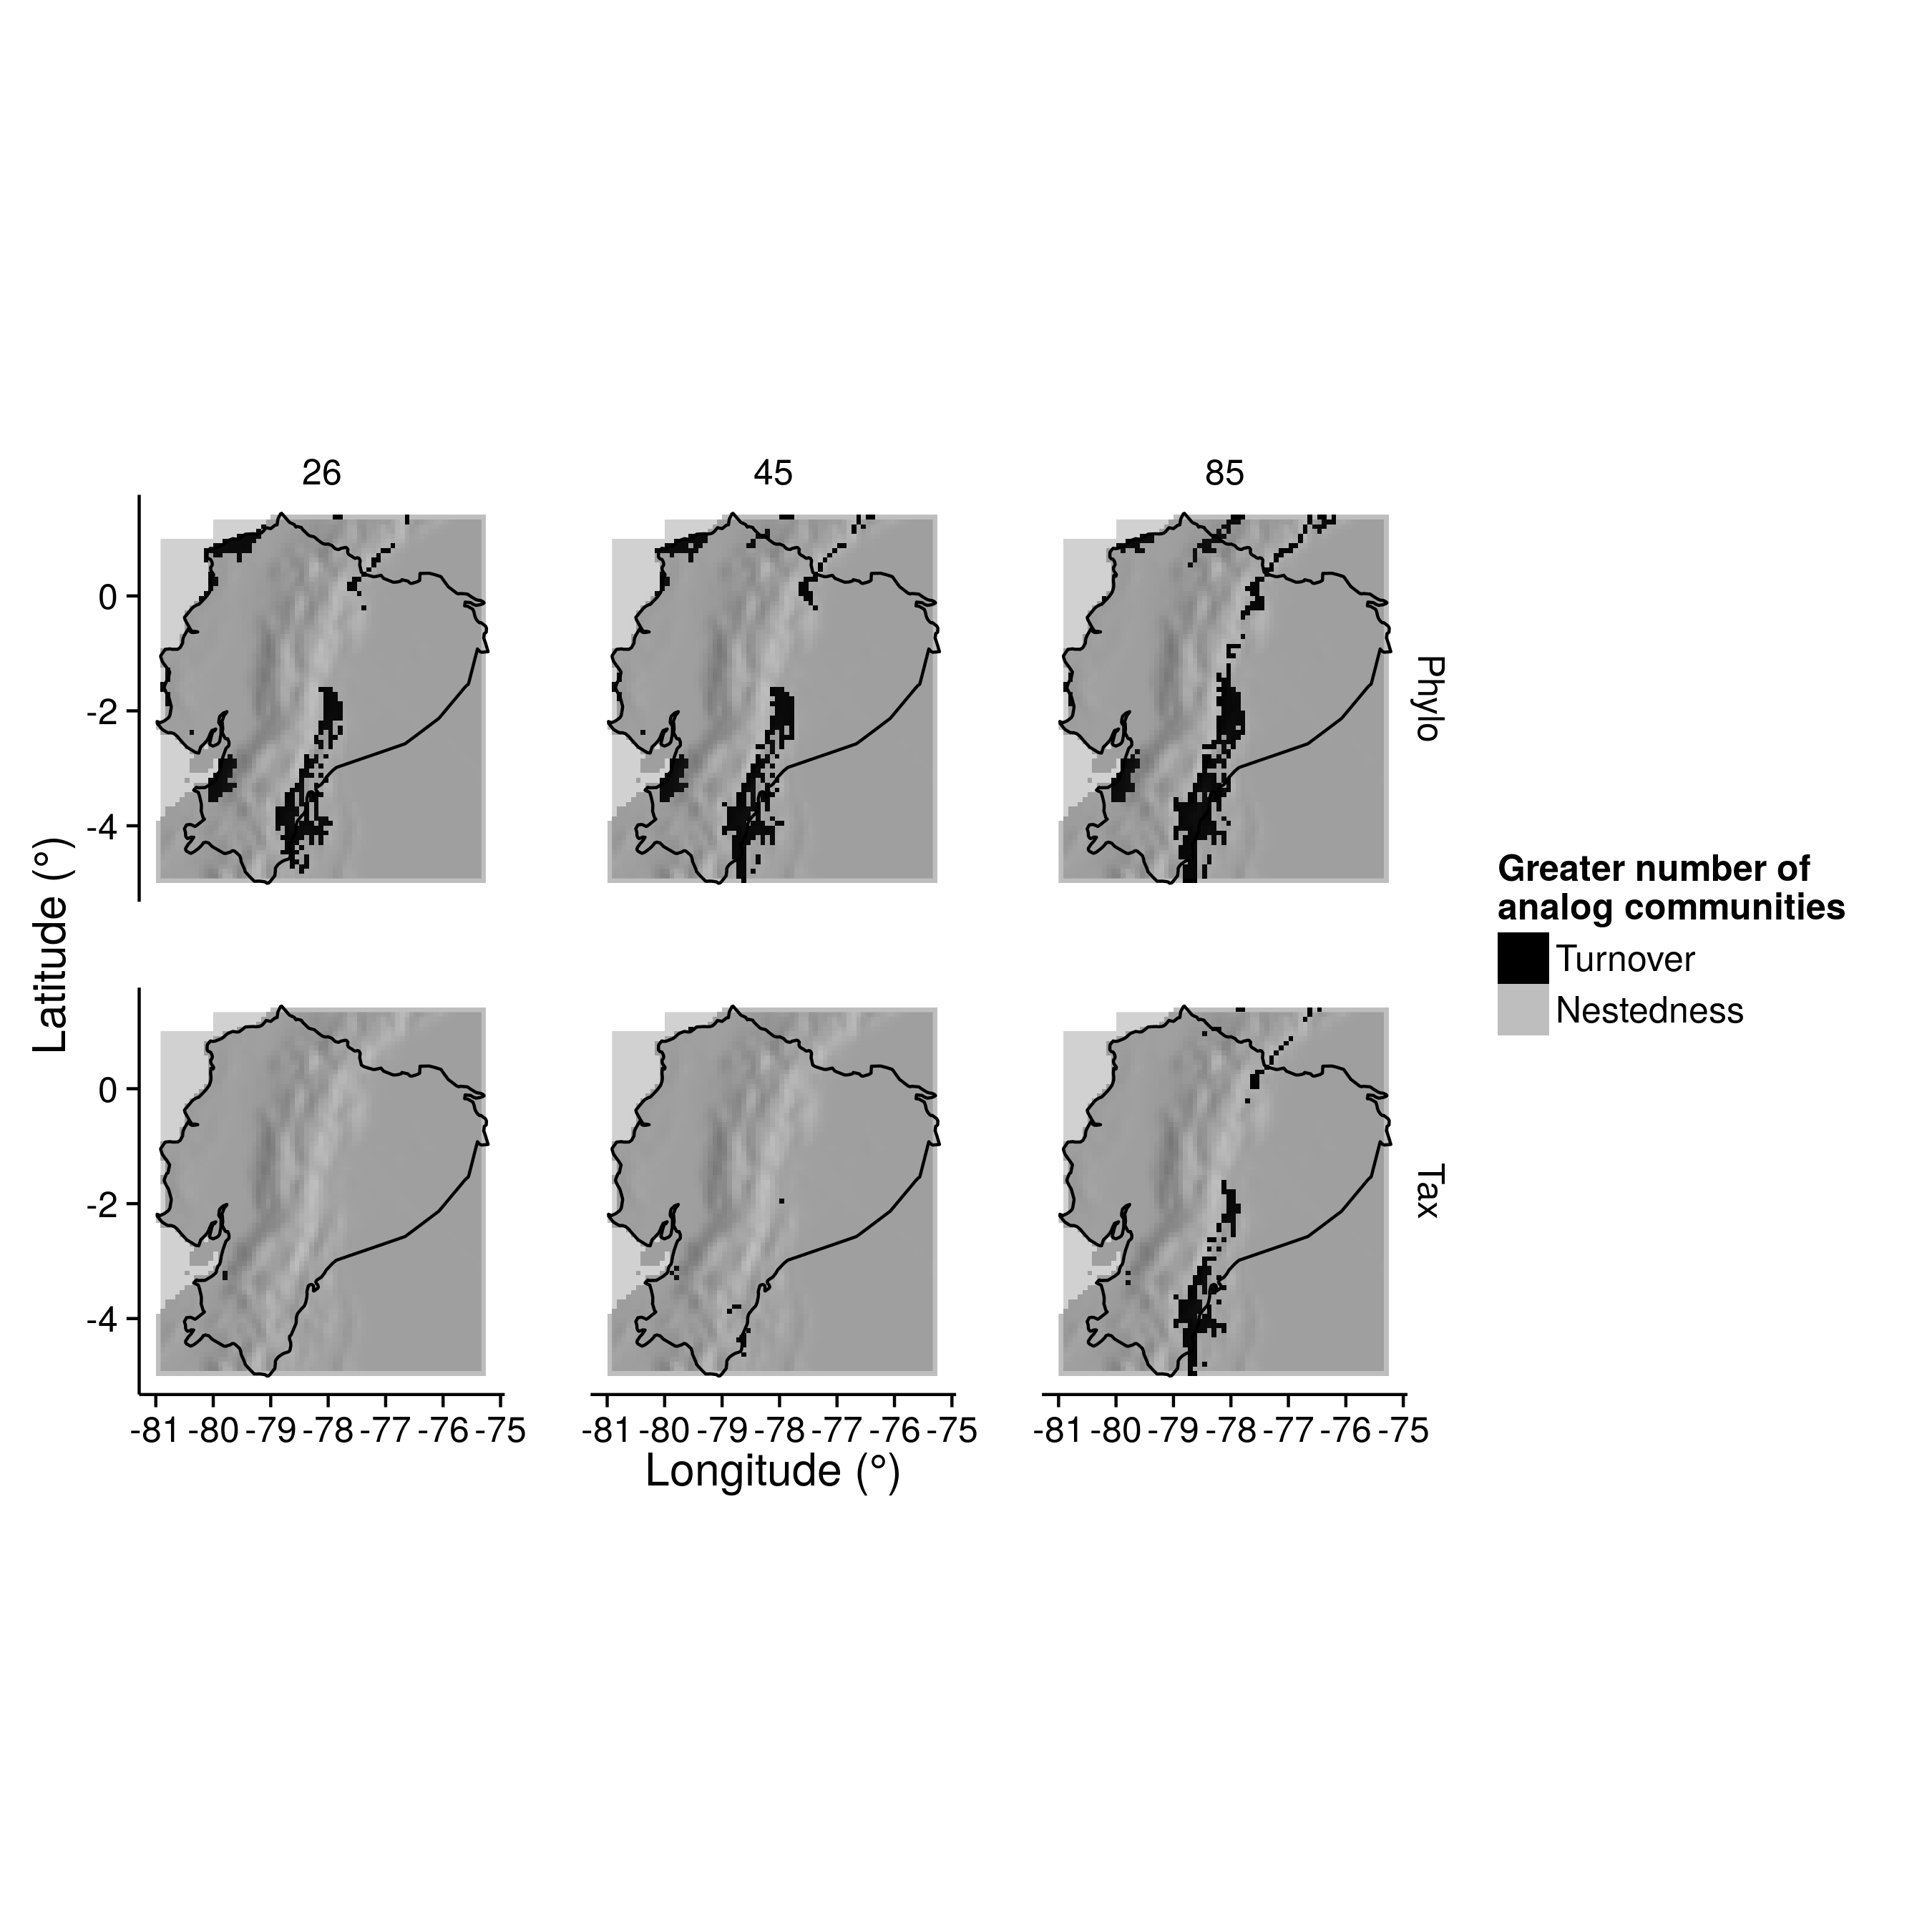 26 45 85
0
-2
-4
Phylo
0
-2
-4
Tax
-81 -80 -79 -78 -77 -76 -75 -81 -80 -79 -78 -77 -76 -75 -81 -80 -79 -78 -77 -76 -75
Longitude (°)
Latitude (°)
Greater number of
analog communities
Turnover
Nestedness